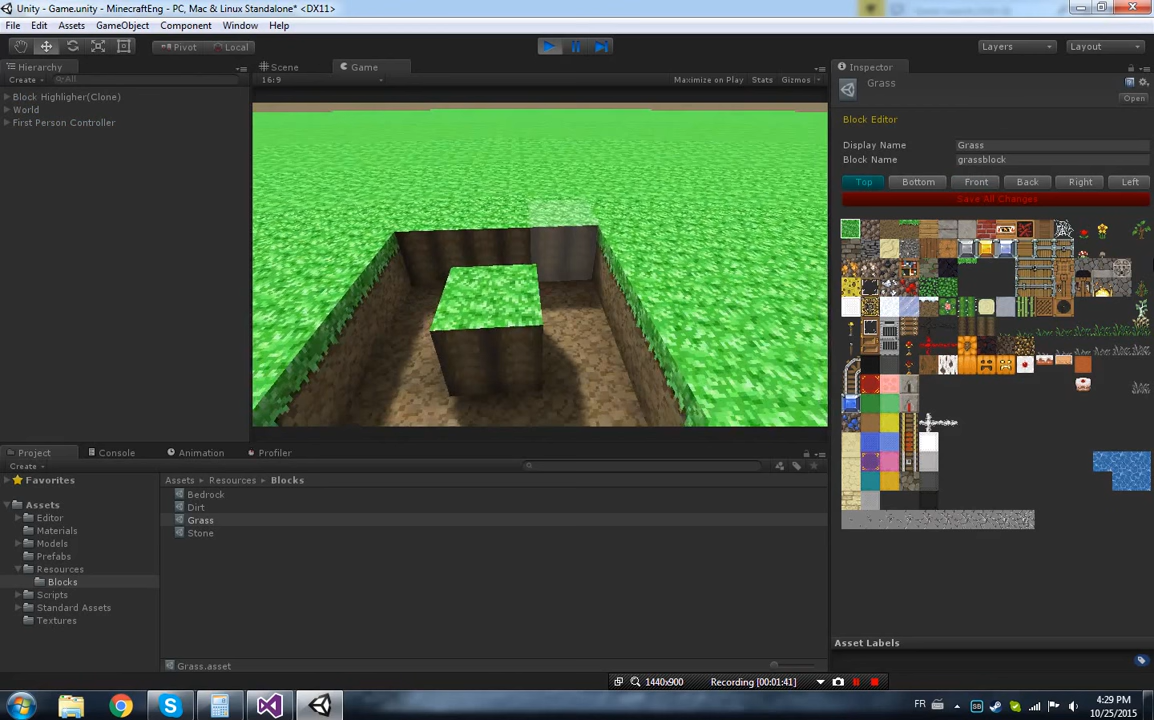 Unity - Game.unity - MinecraftEng - PC, Mac & Linux Standalone* <DX11>
File Edit Assets GameObject Component Window Help
Pivot Local Layers Layout
Hierarchy Scene Game Inspector
Create All 16:9 Maximize on Play Stats Gizmos Grass
Open
Block Highligher(Clone)
World
First Person Controller
Block Editor
Display Name Grass
Block Name grassblock
Top Bottom Front Back Right Left
Save All Changes
Project Console Animation Profiler
Create
Favorites Assets Resources Blocks
Assets
Editor
Materials
Models
Prefabs
Resources
Blocks
Scripts
Standard Assets
Textures
Bedrock
Dirt
Grass
Stone
Asset Labels
Grass.asset
1440x900 Recording [00:01:41]
FR 4:29 PM
10/25/2015